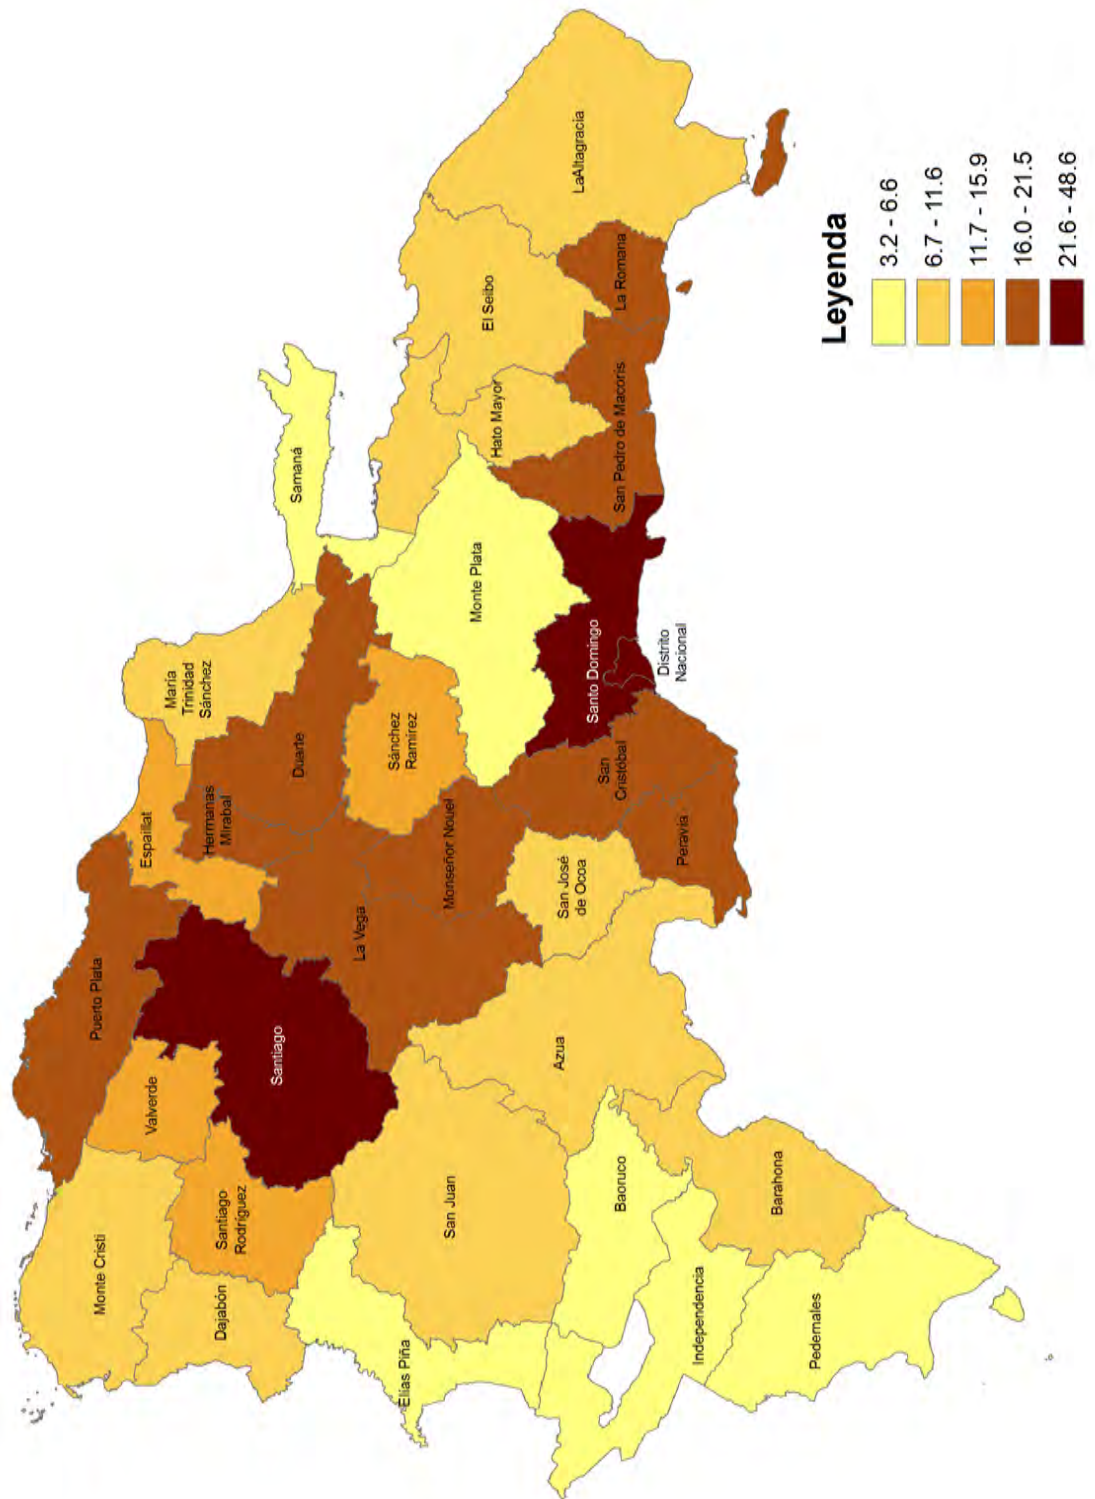 Puerto Plata
Monte Cristi
Valverde
Espaillat
María
Trinidad
Sánchez
Samaná
Dajabón
Santiago
Rodríguez
Santiago
Hermanas
Mirabal
Duarte
La Vega
Sánchez
Ramírez
Elías Piña
San Juan
Monseñor Nouel
Monte Plata
Hato Mayor
El Seibo
LaAltagracia
Azua
San José
de Ocoa
San
Cristóbal
Santo Domingo
San Pedro de Macorís
La Romana
Baoruco
Peravia
Distrito
Nacional
Independencia
Barahona
Pedernales
Leyenda
3.2 - 6.6
6.7 - 11.6
11.7 - 15.9
16.0 - 21.5
21.6 - 48.6